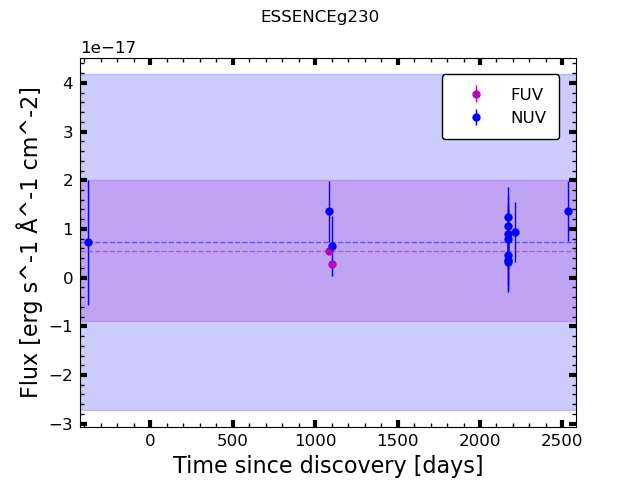 ESSENCEg230
1e−17
4
3
2
1
0
−1
−2
−3
Flux [erg s^-1 Å^-1 cm^-2]
FUV
NUV
0 500 1000 1500 2000 2500
Time since discovery [days]